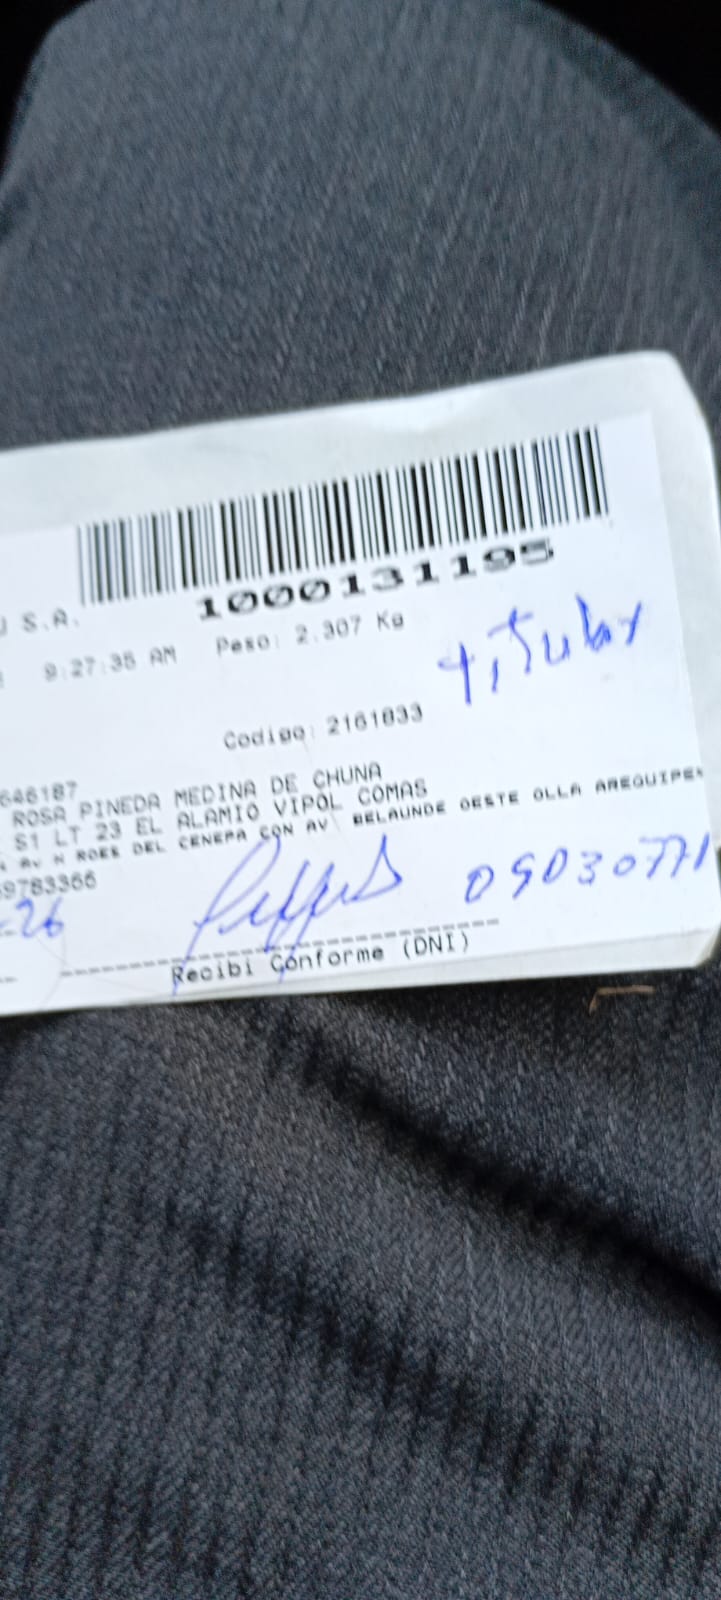 1000131195
U S.A.
9:27:35 AM Peso: 2.307 Kg
Titular
Codigo: 2161833
646187
ROSA PINEDA MEDINA DE CHUNA
S1 LT 23 EL ALAMIO VIPOL COMAS
AV H ROES DEL CENEPA CON AV BELAUNDE OESTE OLLA AREQUIPE
69783366
26
09030771
Recibi Conforme (DNI)